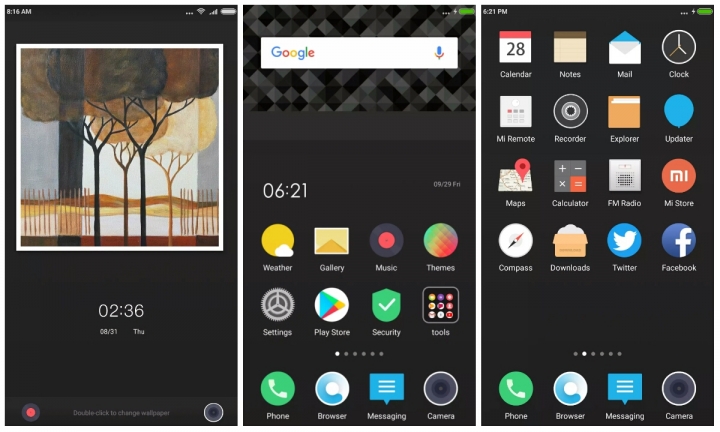 8:16 AM
02:36
08/31 Thu
Double-click to change wallpaper
Google
06:21
09/29 Fri
Weather Gallery Music Themes
Settings Play Store Security tools
Phone Browser Messaging Camera
6:21 PM
28
Calendar Notes Mail Clock
Mi Remote Recorder Explorer Updater
mi
Maps Calculator FM Radio Mi Store
Compass Downloads Twitter Facebook
Phone Browser Messaging Camera